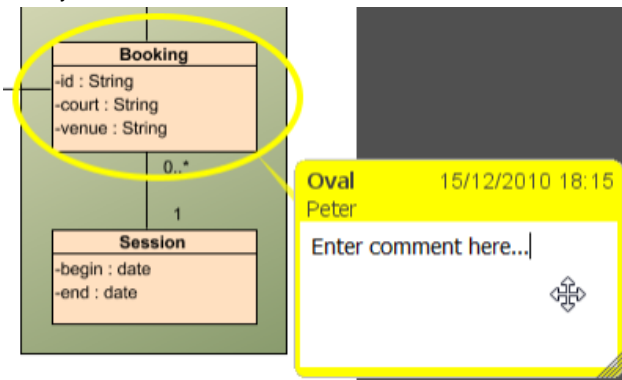 Booking
-id : String
-court : String
-venue : String
0..*
1
Session
-begin : date
-end : date
Oval 15/12/2010 18:15
Peter
Enter comment here...